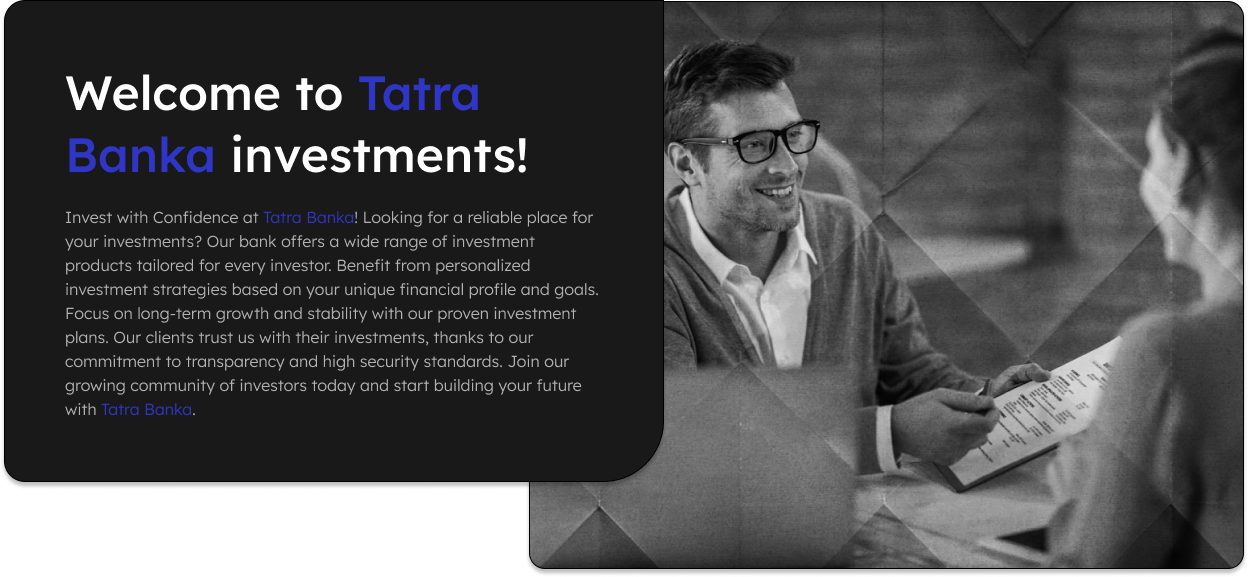 Welcome to Tatra
Banka investments!
Invest with Confidence at Tatra Banka! Looking for a reliable place for
your investments? Our bank offers a wide range of investment
products tailored for every investor. Benefit from personalized
investment strategies based on your unique financial profile and goals.
Focus on long-term growth and stability with our proven investment
plans. Our clients trust us with their investments, thanks to our
commitment to transparency and high security standards. Join our
growing community of investors today and start building your future
with Tatra Banka.